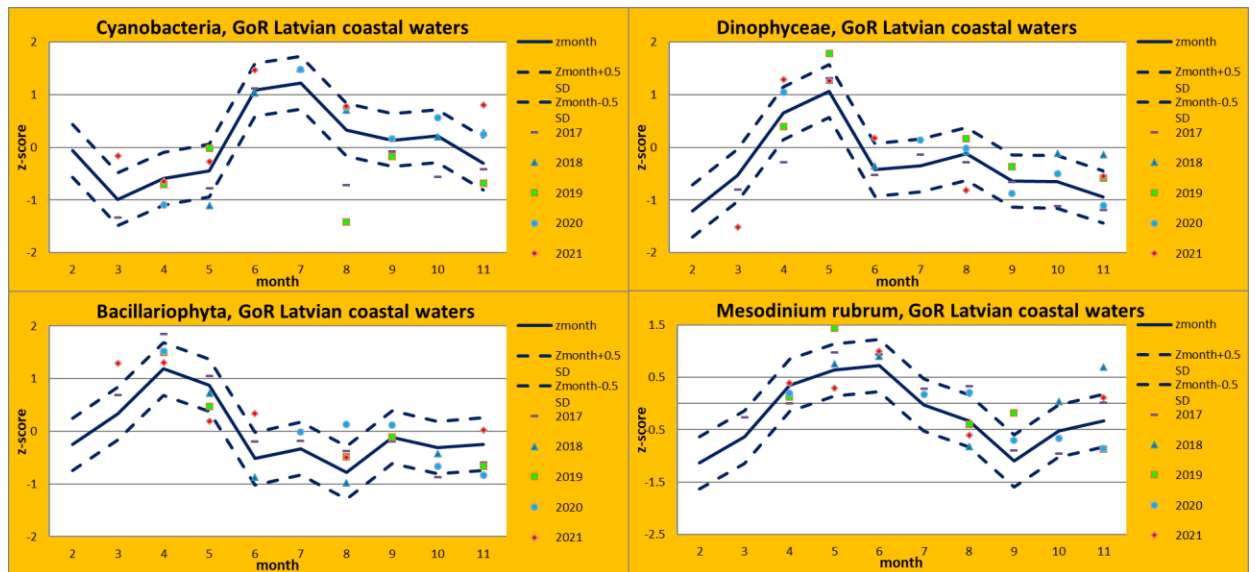 Cyanobacteria, GoR Latvian coastal waters
2
1
0
-1
-2
z-score
2 3 4 5 6 7 8 9 10 11
month
zmonth
Zmonth+0.5
SD
Zmonth-0.5
SD
2017
2018
2019
2020
2021
Dinophyceae, GoR Latvian coastal waters
2
1
0
-1
-2
z-score
2 3 4 5 6 7 8 9 10 11
month
zmonth
Zmonth+0.5
SD
Zmonth-0.5
SD
2017
2018
2019
2020
2021
Bacillariophyta, GoR Latvian coastal waters
2
1
0
-1
-2
z-score
2 3 4 5 6 7 8 9 10 11
month
zmonth
Zmonth+0.5
SD
Zmonth-0.5
SD
2017
2018
2019
2020
2021
Mesodinium rubrum, GoR Latvian coastal waters
1.5
0.5
-0.5
-1.5
-2.5
z-score
2 3 4 5 6 7 8 9 10 11
month
zmonth
Zmonth+0.5
SD
Zmonth-0.5
SD
2017
2018
2019
2020
2021